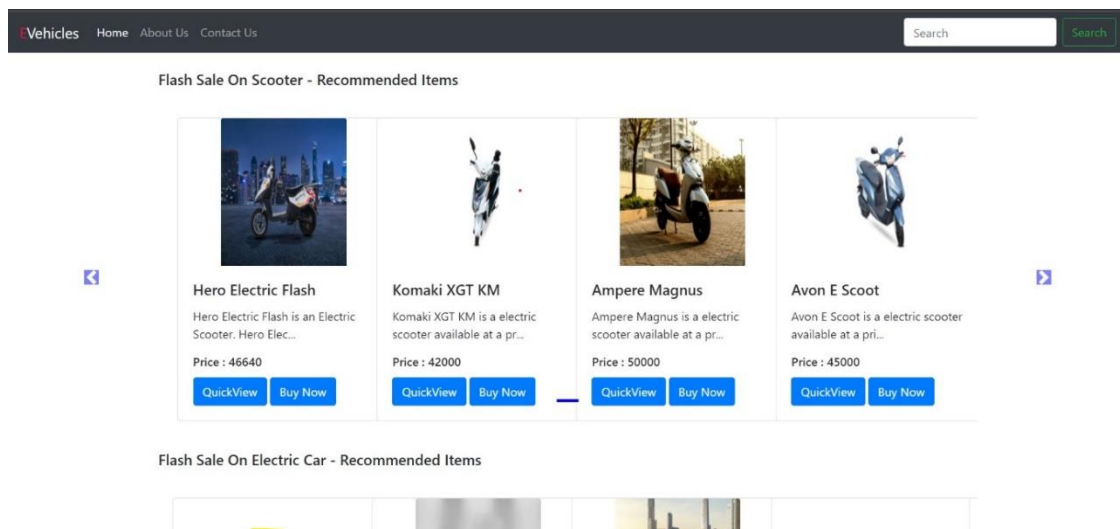 EVehicles Home About Us Contact Us Search Search
Flash Sale On Scooter - Recommended Items
Hero Electric Flash
Hero Electric Flash is an Electric
Scooter. Hero Elec...
Price : 46640
QuickView Buy Now
Komaki XGT KM
Komaki XGT KM is a electric
scooter available at a pr...
Price : 42000
QuickView Buy Now
Ampere Magnus
Ampere Magnus is a electric
scooter available at a pr...
Price : 50000
QuickView Buy Now
Avon E Scoot
Avon E Scoot is a electric scooter
available at a pri...
Price : 45000
QuickView Buy Now
Flash Sale On Electric Car - Recommended Items